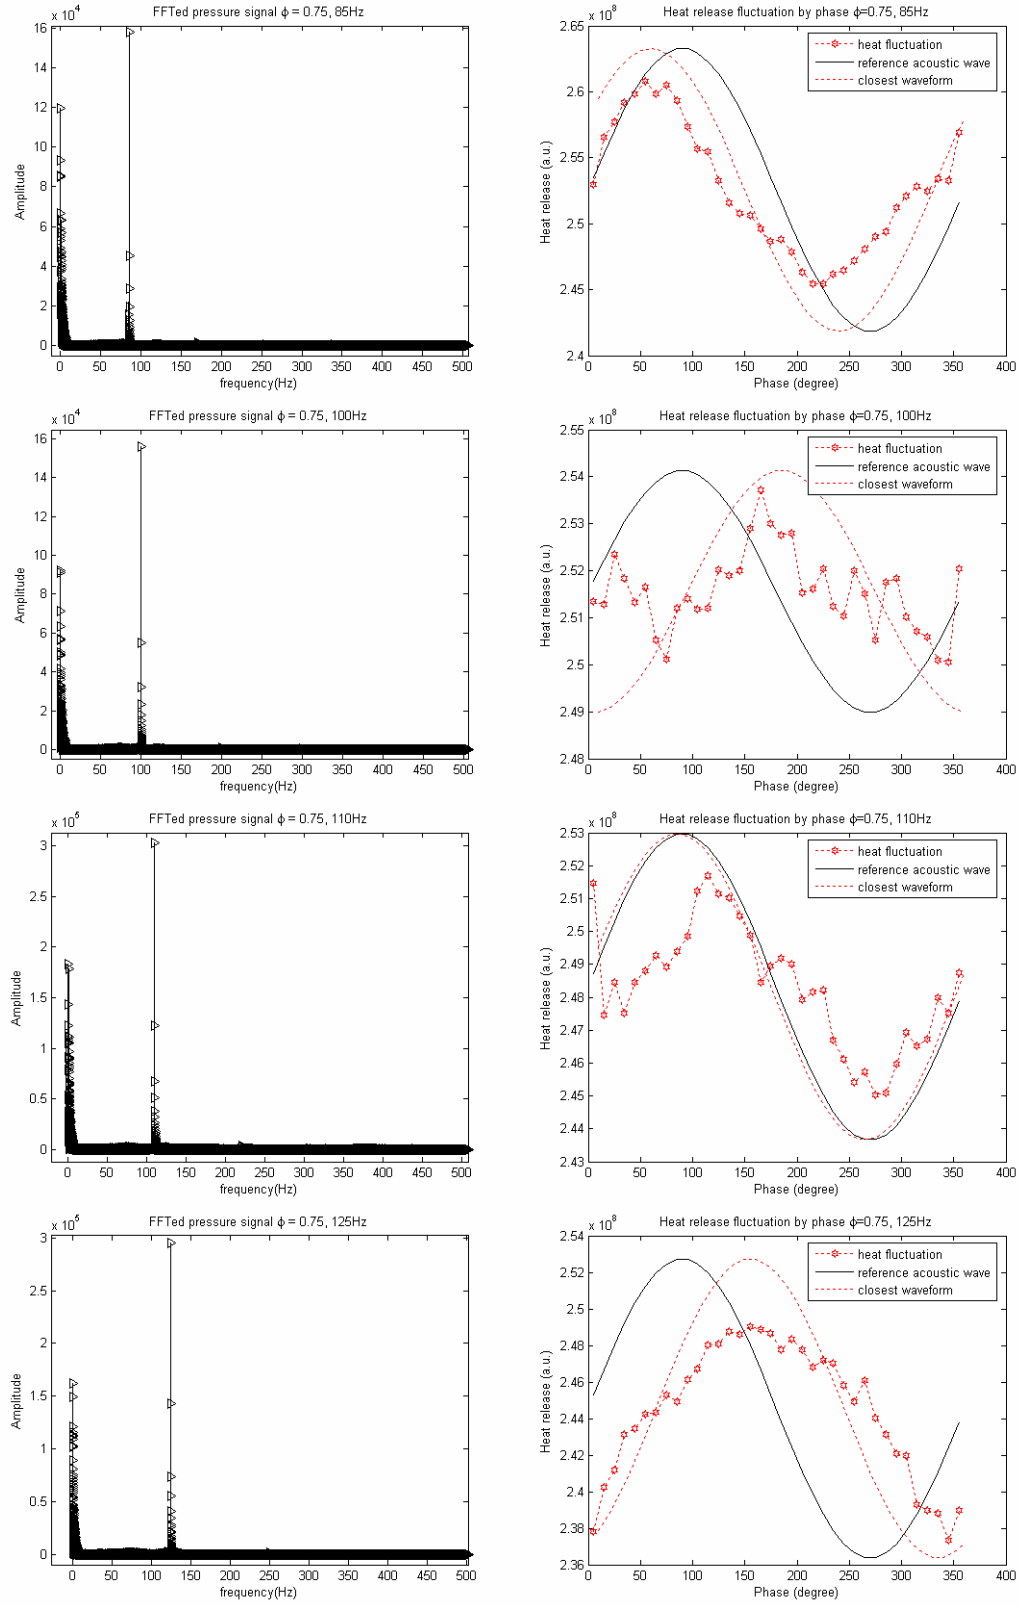 FFTed pressure signal ϕ = 0.75, 85Hz
x 10^4
16
14
12
10
8
6
4
2
0
Amplitude
0 50 100 150 200 250 300 350 400 450 500
frequency(Hz)
Heat release fluctuation by phase ϕ=0.75, 85Hz
x 10^8
2.65
2.6
2.55
2.5
2.45
2.4
Heat release (a.u.)
heat fluctuation
reference acoustic wave
closest waveform
0 50 100 150 200 250 300 350 400
Phase (degree)
FFTed pressure signal ϕ = 0.75, 100Hz
x 10^4
16
14
12
10
8
6
4
2
0
Amplitude
0 50 100 150 200 250 300 350 400 450 500
frequency(Hz)
Heat release fluctuation by phase ϕ=0.75, 100Hz
x 10^8
2.55
2.54
2.53
2.52
2.51
2.5
2.49
2.48
Heat release (a.u.)
heat fluctuation
reference acoustic wave
closest waveform
0 50 100 150 200 250 300 350 400
Phase (degree)
FFTed pressure signal ϕ = 0.75, 110Hz
x 10^5
3
2.5
2
1.5
1
0.5
0
Amplitude
0 50 100 150 200 250 300 350 400 450 500
frequency(Hz)
Heat release fluctuation by phase ϕ=0.75, 110Hz
x 10^8
2.53
2.52
2.51
2.5
2.49
2.48
2.47
2.46
2.45
2.44
2.43
Heat release (a.u.)
heat fluctuation
reference acoustic wave
closest waveform
0 50 100 150 200 250 300 350 400
Phase (degree)
FFTed pressure signal ϕ = 0.75, 125Hz
x 10^5
3
2.5
2
1.5
1
0.5
0
Amplitude
0 50 100 150 200 250 300 350 400 450 500
frequency(Hz)
Heat release fluctuation by phase ϕ=0.75, 125Hz
x 10^8
2.54
2.52
2.5
2.48
2.46
2.44
2.42
2.4
2.38
2.36
Heat release (a.u.)
heat fluctuation
reference acoustic wave
closest waveform
0 50 100 150 200 250 300 350 400
Phase (degree)